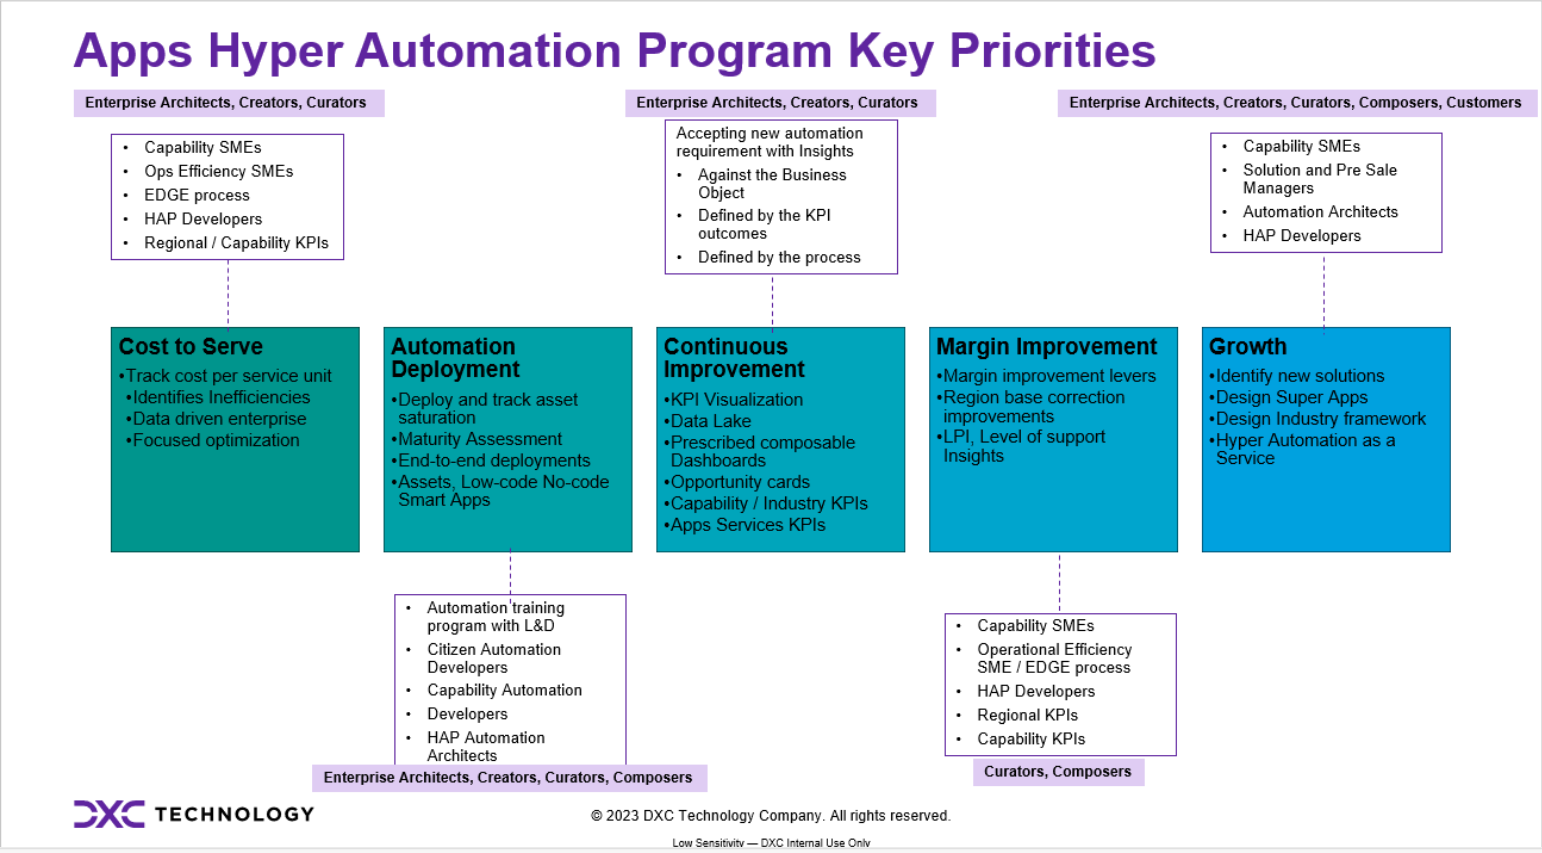 Apps Hyper Automation Program Key Priorities
Enterprise Architects, Creators, Curators
Enterprise Architects, Creators, Curators
Enterprise Architects, Creators, Curators, Composers, Customers
• Capability SMEs
• Ops Efficiency SMEs
• EDGE process
• HAP Developers
• Regional / Capability KPIs
Accepting new automation
requirement with Insights
• Against the Business
Object
• Defined by the KPI
outcomes
• Defined by the process
• Capability SMEs
• Solution and Pre Sale
Managers
• Automation Architects
• HAP Developers
Cost to Serve
•Track cost per service unit
•Identifies Inefficiencies
•Data driven enterprise
•Focused optimization
Automation
Deployment
•Deploy and track asset
saturation
•Maturity Assessment
•End-to-end deployments
•Assets, Low-code No-code
Smart Apps
Continuous
Improvement
•KPI Visualization
•Data Lake
•Prescribed composable
Dashboards
•Opportunity cards
•Capability / Industry KPIs
•Apps Services KPIs
Margin Improvement
•Margin improvement levers
•Region base correction
improvements
•LPI, Level of support
Insights
Growth
•Identify new solutions
•Design Super Apps
•Design Industry framework
•Hyper Automation as a
Service
• Automation training
program with L&D
• Citizen Automation
Developers
• Capability Automation
• Developers
• HAP Automation
Architects
Enterprise Architects, Creators, Curators, Composers
• Capability SMEs
• Operational Efficiency
SME / EDGE process
• HAP Developers
• Regional KPIs
• Capability KPIs
Curators, Composers
DXC TECHNOLOGY
© 2023 DXC Technology Company. All rights reserved.
Low Sensitivity — DXC Internal Use Only